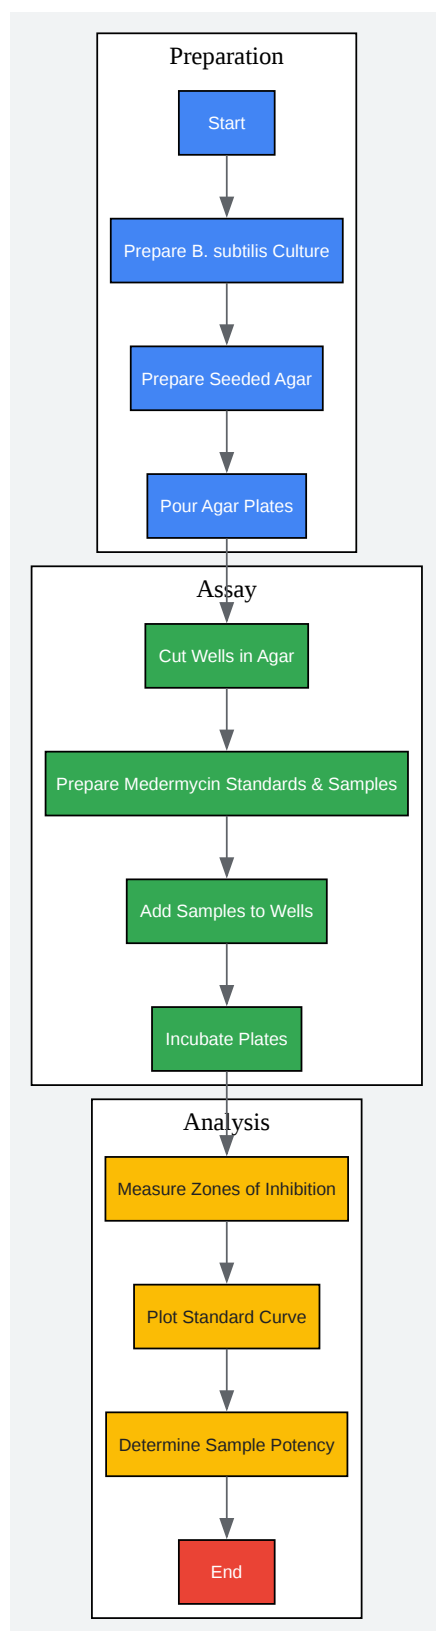 Preparation
Start
Prepare B. subtilis Culture
Prepare Seeded Agar
Pour Agar Plates
Assay
Cut Wells in Agar
Prepare Medermycin Standards & Samples
Add Samples to Wells
Incubate Plates
Analysis
Measure Zones of Inhibition
Plot Standard Curve
Determine Sample Potency
End